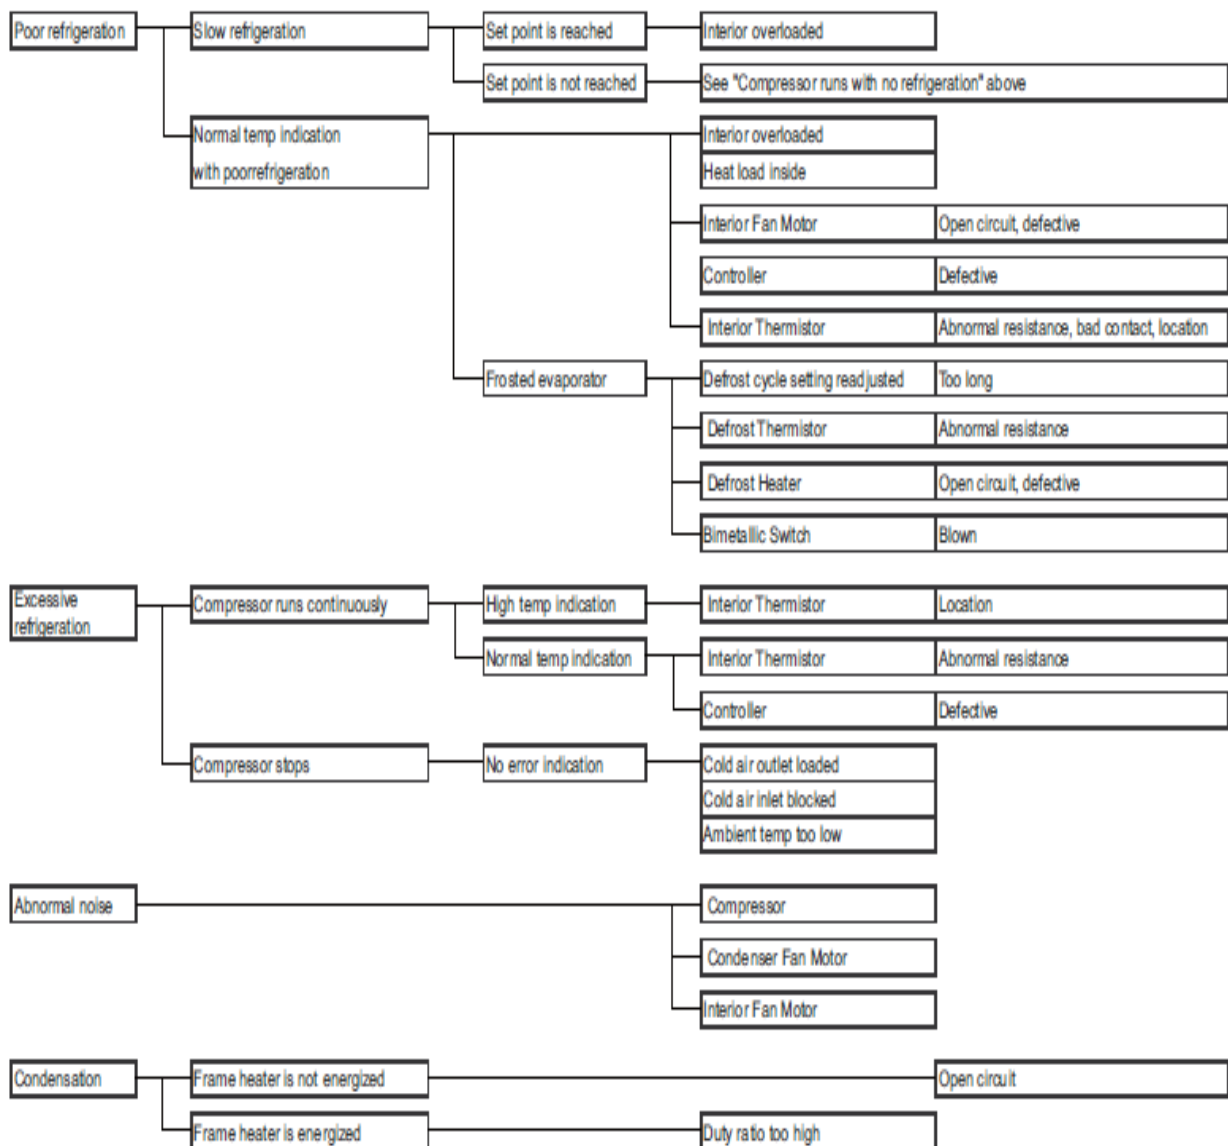 Poor refrigeration
Slow refrigeration
Set point is reached
Interior overloaded
Set point is not reached
See "Compressor runs with no refrigeration" above
Normal temp indication
with poorrefrigeration
Interior overloaded
Heat load inside
Interior Fan Motor
Open circuit, defective
Controller
Defective
Interior Thermistor
Abnormal resistance, bad contact, location
Frosted evaporator
Defrost cycle setting readjusted
Too long
Defrost Thermistor
Abnormal resistance
Defrost Heater
Open circuit, defective
Bimetallic Switch
Blown
Excessive
refrigeration
Compressor runs continuously
High temp indication
Interior Thermistor
Location
Normal temp indication
Interior Thermistor
Abnormal resistance
Controller
Defective
Compressor stops
No error indication
Cold air outlet loaded
Cold air inlet blocked
Ambient temp too low
Abnormal noise
Compressor
Condenser Fan Motor
Interior Fan Motor
Condensation
Frame heater is not energized
Open circuit
Frame heater is energized
Duty ratio too high